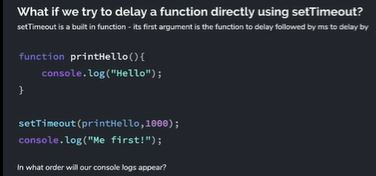 What if we try to delay a function directly using setTimeout?
setTimeout is a built in function - its first argument is the function to delay followed by ms to delay by
function printHello(){
    console.log("Hello");
}
setTimeout(printHello,1000);
console.log("Me first!");
In what order will our console logs appear?